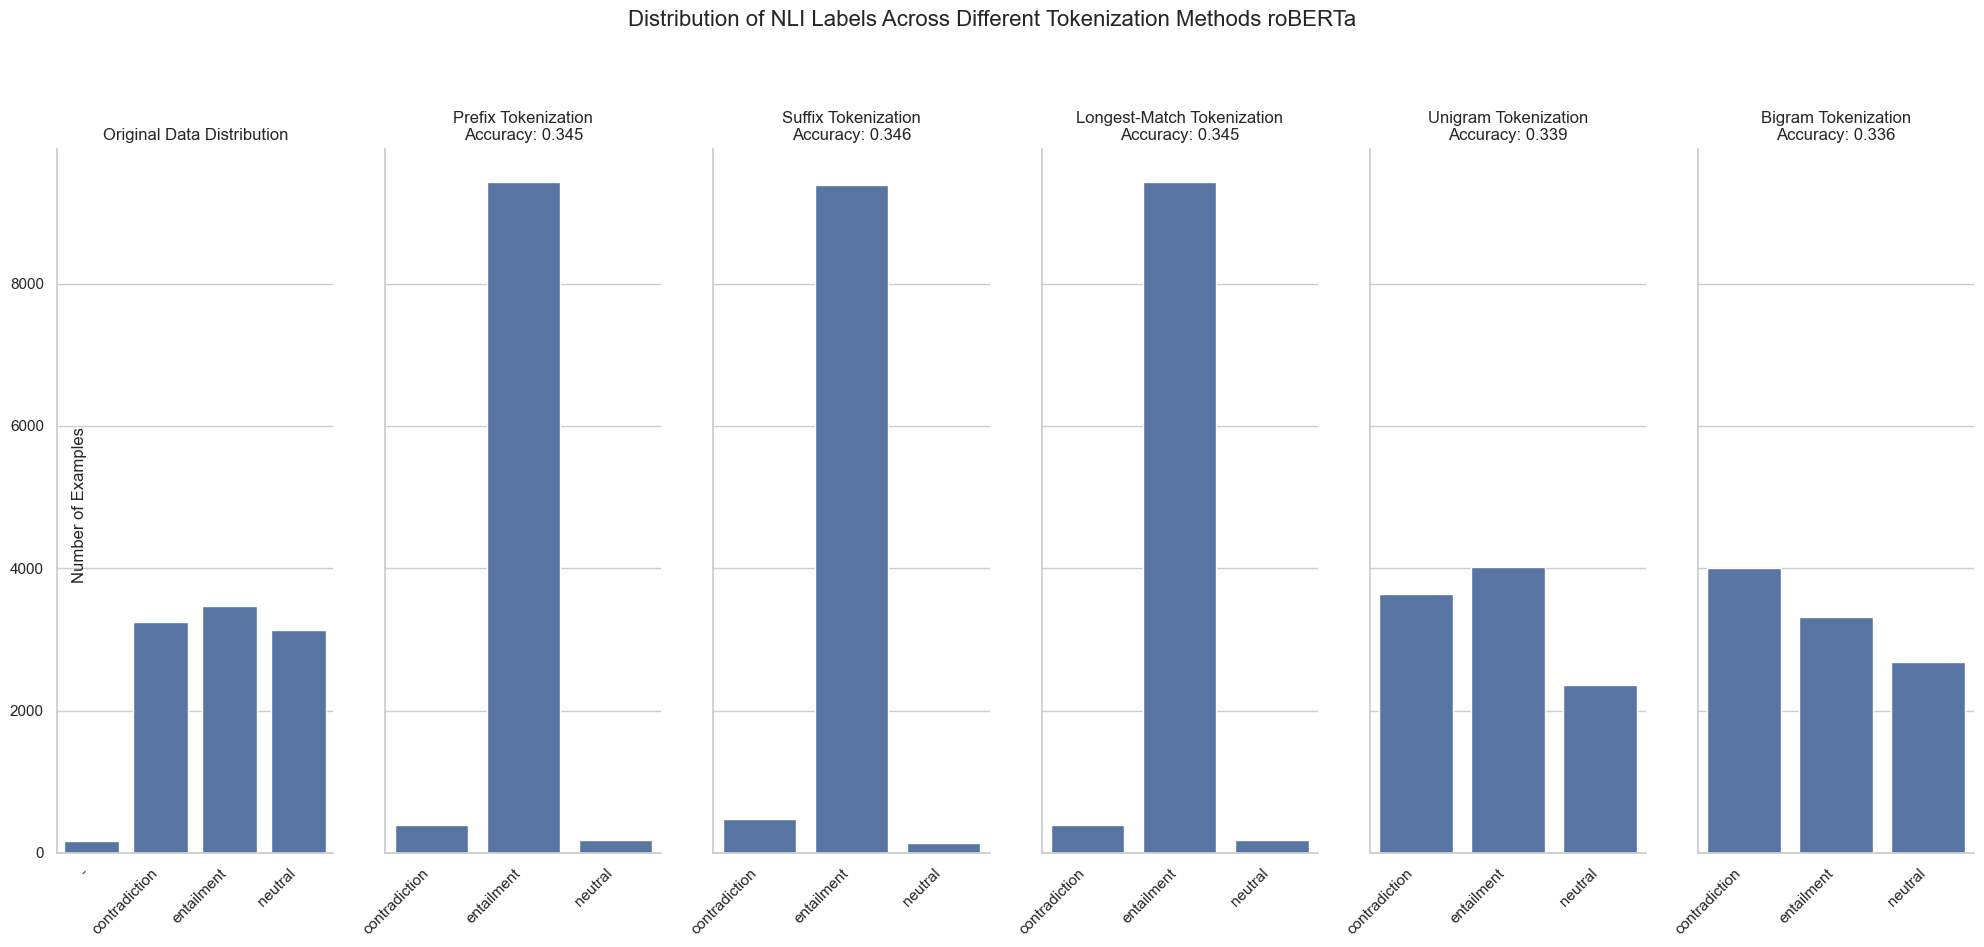 Distribution of NLI Labels Across Different Tokenization Methods roBERTa
Original Data Distribution
Prefix Tokenization
Accuracy: 0.345
Suffix Tokenization
Accuracy: 0.346
Longest-Match Tokenization
Accuracy: 0.345
Unigram Tokenization
Accuracy: 0.339
Bigram Tokenization
Accuracy: 0.336
Number of Examples
8000
6000
4000
2000
0
-
contradiction
entailment
neutral
contradiction
entailment
neutral
contradiction
entailment
neutral
contradiction
entailment
neutral
contradiction
entailment
neutral
contradiction
entailment
neutral